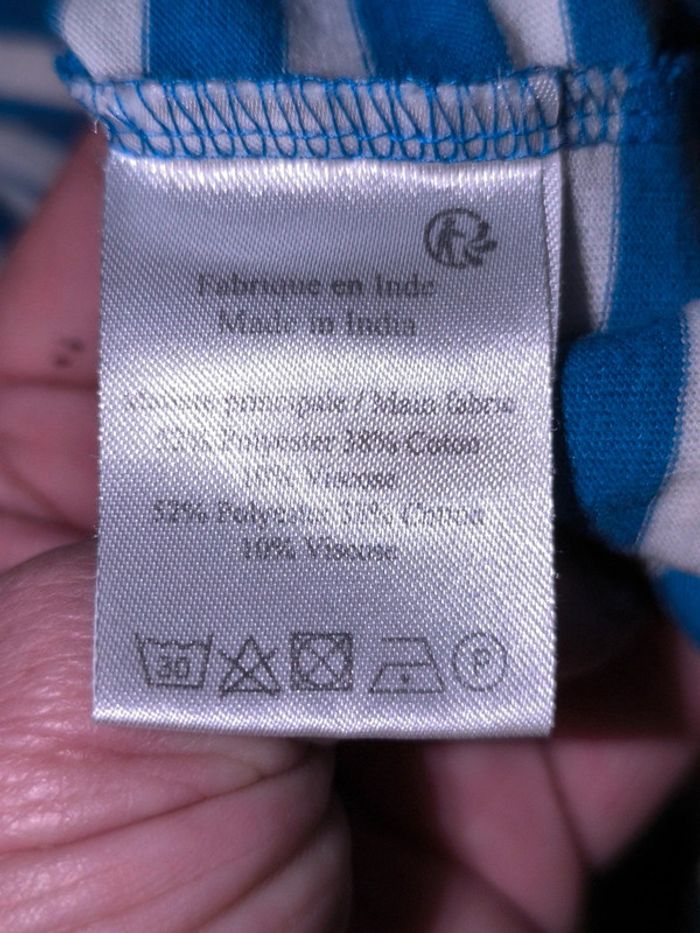 Fabrique en Inde
Made in India
principale / Main fabric
52% Polyester 38% Coton
10% Viscose
52% Polyester 38% Cotton
10% Viscose
30 P